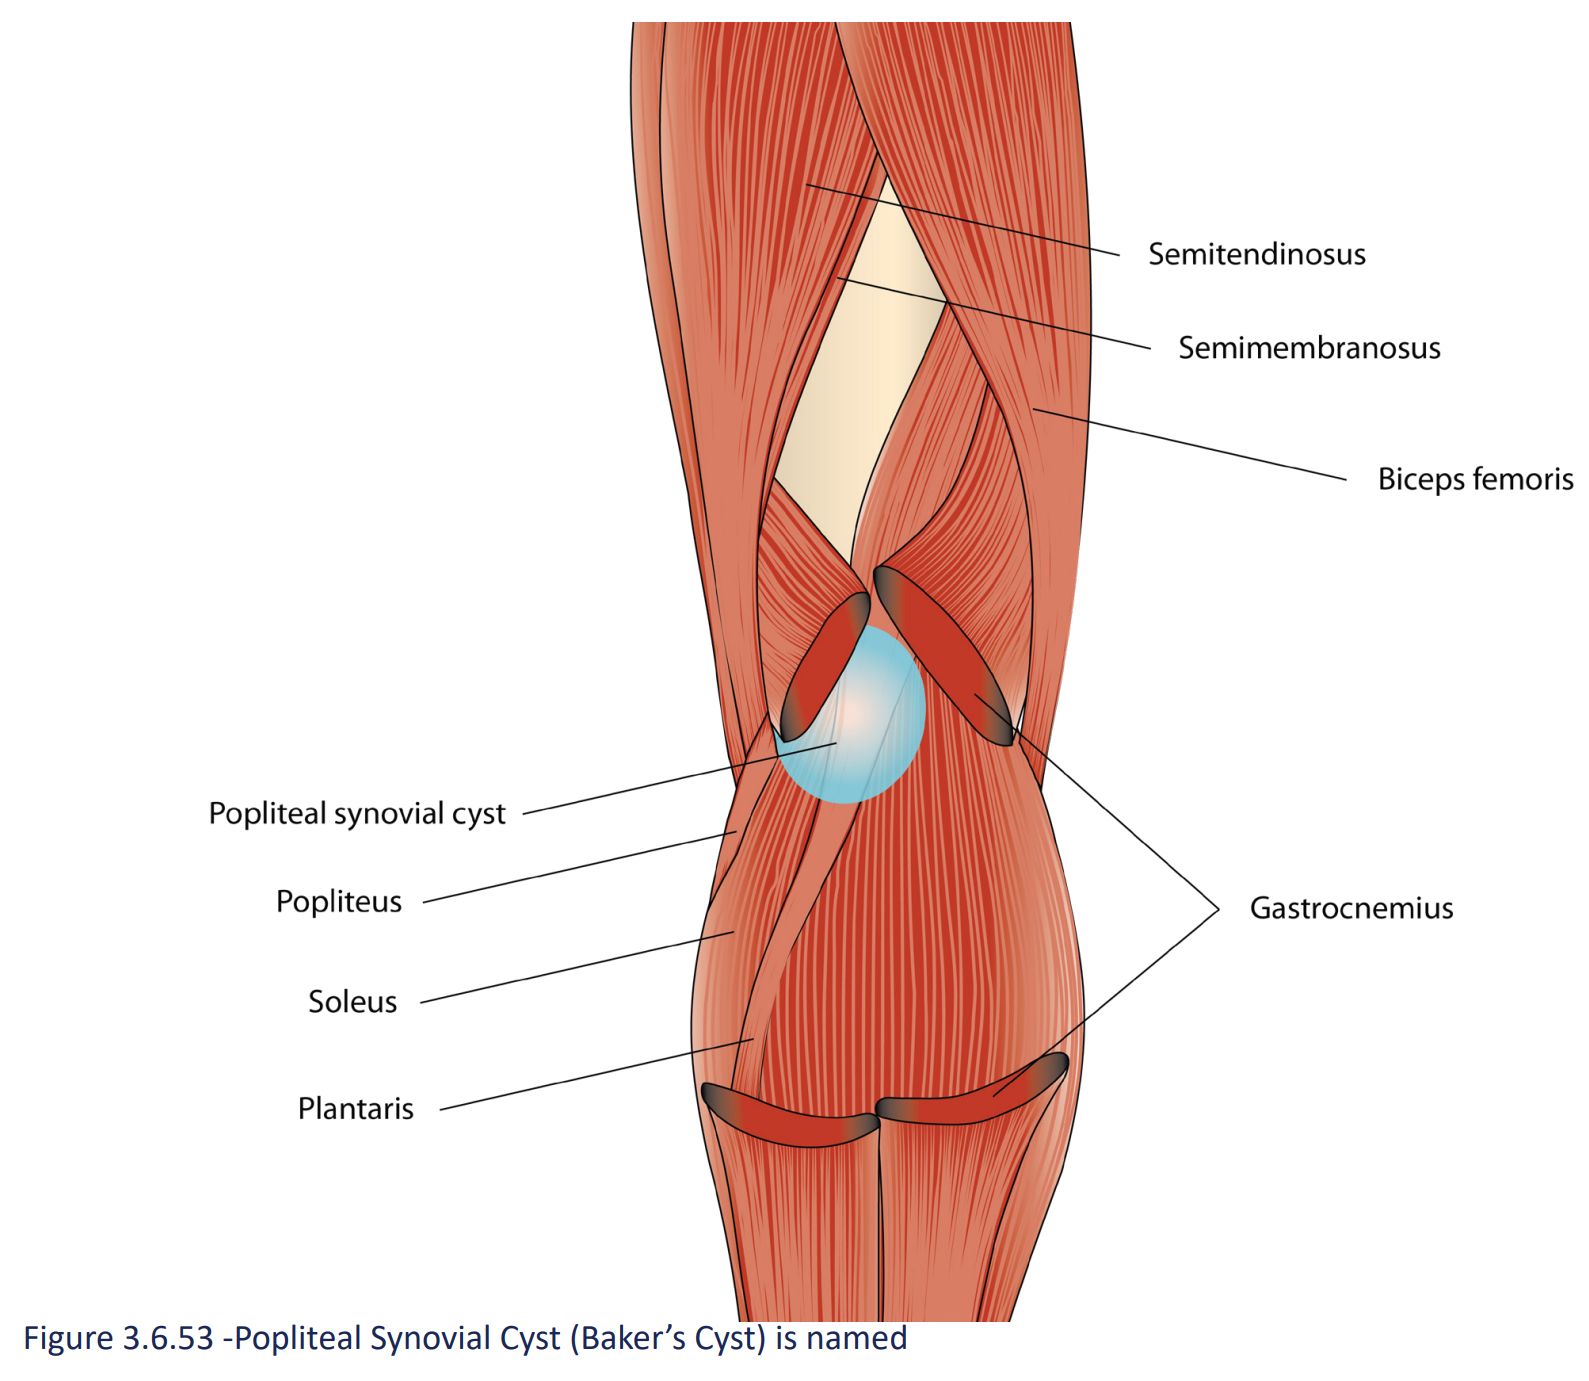 Semitendinosus
Semimembranosus
Biceps femoris
Popliteal synovial cyst
Popliteus
Gastrocnemius
Soleus
Plantaris
Figure 3.6.53 -Popliteal Synovial Cyst (Baker’s Cyst) is named